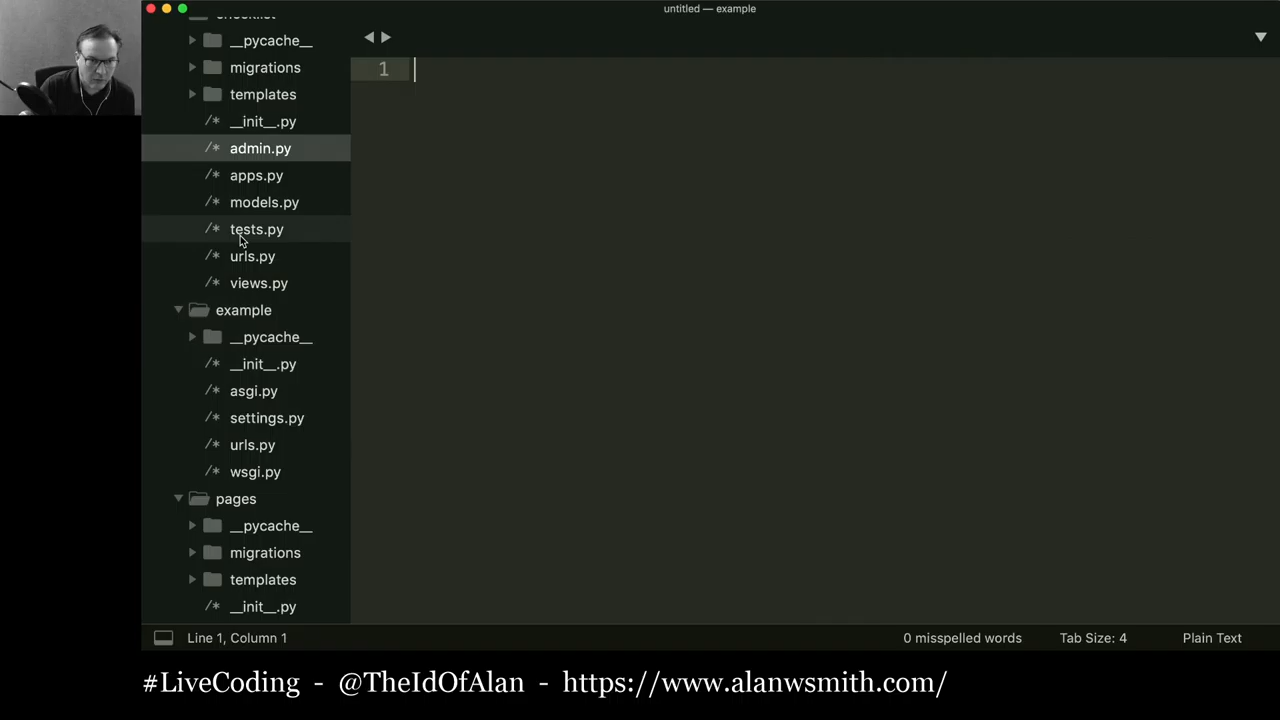 untitled — example
checklist
__pycache__
migrations
templates
/* __init__.py
/* admin.py
/* apps.py
/* models.py
/* tests.py
/* urls.py
/* views.py
example
__pycache__
/* __init__.py
/* asgi.py
/* settings.py
/* urls.py
/* wsgi.py
pages
__pycache__
migrations
templates
/* __init__.py
1
Line 1, Column 1
0 misspelled words
Tab Size: 4
Plain Text
#LiveCoding - @TheIdOfAlan - https://www.alanwsmith.com/